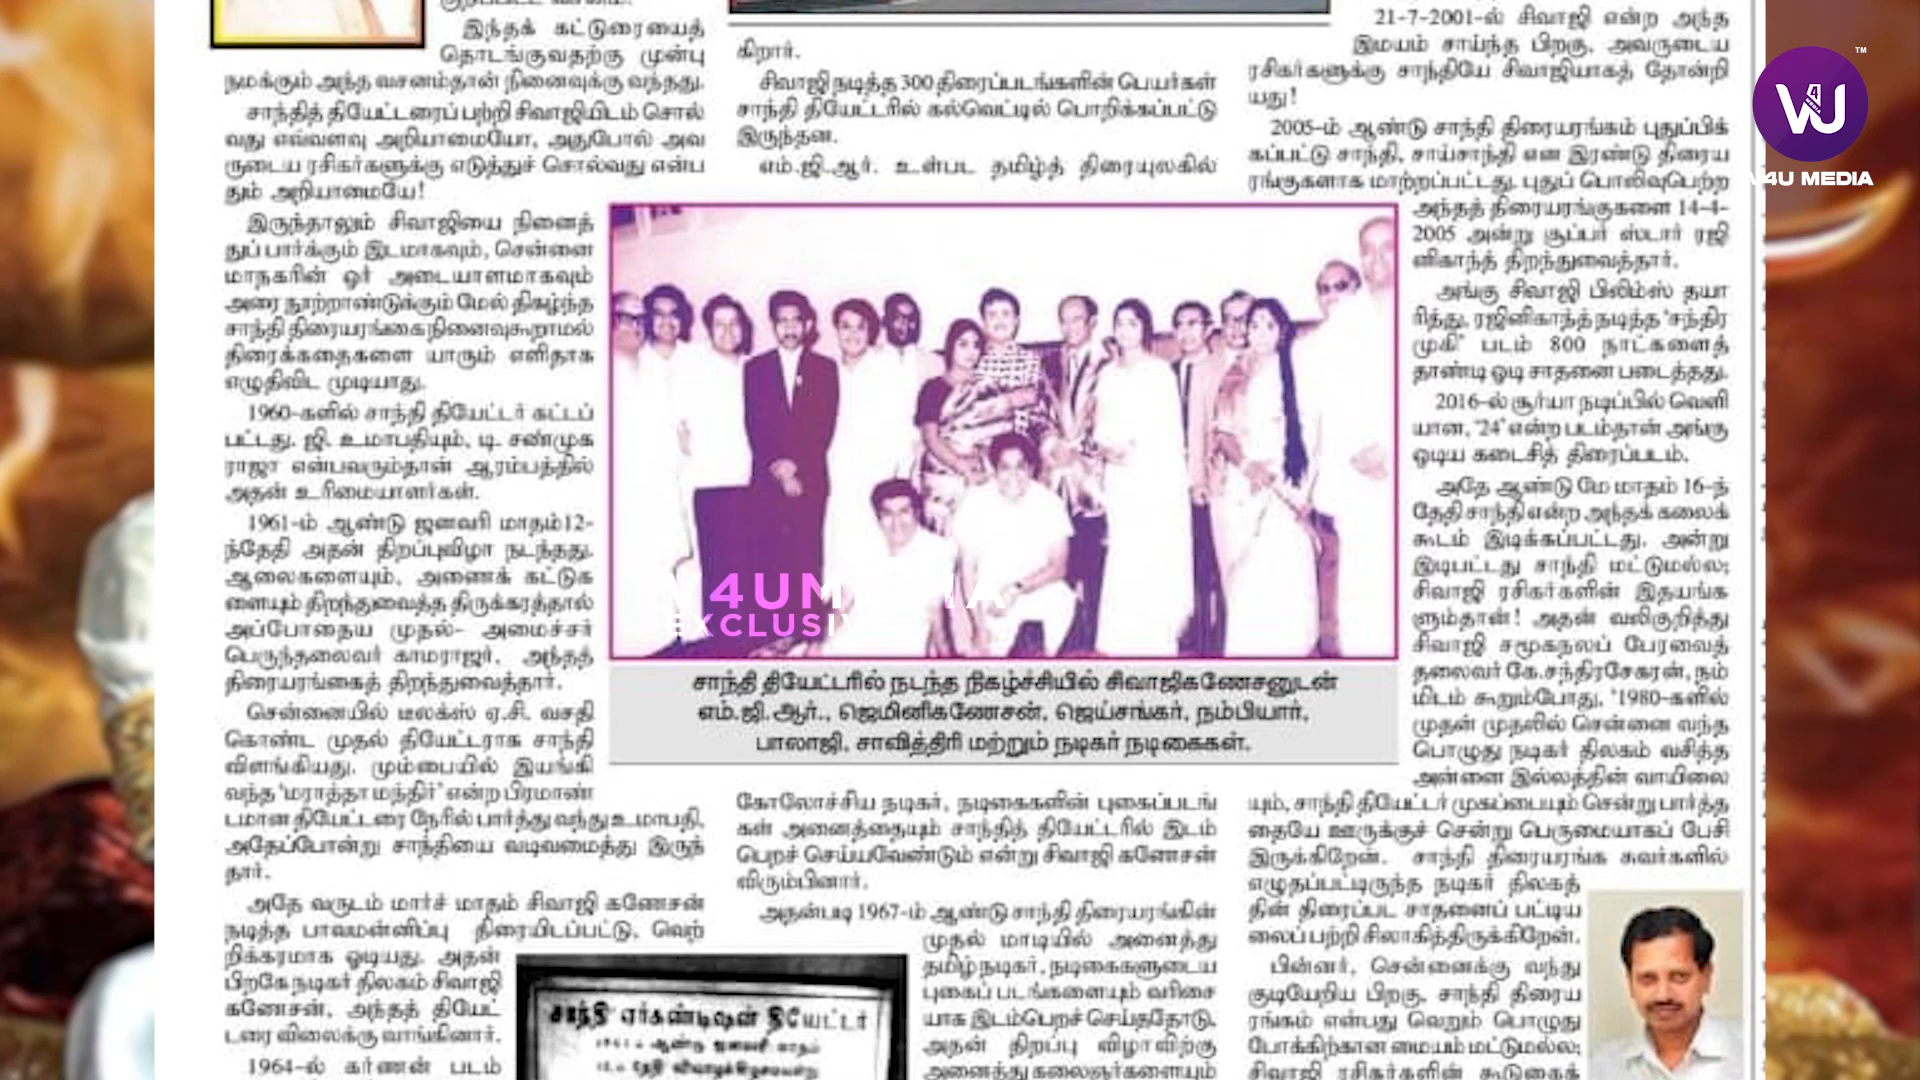 இந்தக் கட்டுரையைத்
தொடங்குவதற்கு முன்பு
நமக்கும் அந்த வசனம்தான் நினைவுக்கு வந்தது.
சாந்தித் தியேட்டரைப் பற்றி சிவாஜியிடம் சொல்
வது எவ்வளவு அறியாமையோ, அதுபோல் அவ
ருடைய ரசிகர்களுக்கு எடுத்துச் சொல்வது என்ப
தும் அறியாமையே!
இருந்தாலும் சிவாஜியை நினைத்
துப் பார்க்கும் இடமாகவும், சென்னை
மாநகரின் ஓர் அடையாளமாகவும்
அரை நூற்றாண்டுக்கும் மேல் திகழ்ந்த
சாந்தி திரையரங்கை நினைவுகூறாமல்
திரைக்கதைகளை யாரும் எளிதாக
எழுதிவிட முடியாது.
1960-களில் சாந்தி தியேட்டர் கட்டப்
பட்டது. ஜி. உமாபதியும், டி. சண்முக
ராஜா என்பவரும்தான் ஆரம்பத்தில்
அதன் உரிமையாளர்கள்.
1961-ம் ஆண்டு ஜனவரி மாதம்12-
ந்தேதி அதன் திறப்புவிழா நடந்தது.
ஆலைகளையும், அணைக் கட்டுக
ளையும் திறந்துவைத்த திருக்கரத்தால்
அப்போதைய முதல்- அமைச்சர்
பெருந்தலைவர் காமராஜர், அந்தத்
திரையரங்கைத் திறந்துவைத்தார்.
சென்னையில் டீலக்ஸ் ஏ.சி. வசதி
கொண்ட முதல் தியேட்டராக சாந்தி
விளங்கியது. மும்பையில் இயங்கி
வந்த 'மராத்தா மந்திர்' என்ற பிரமாண்
டமான தியேட்டரை நேரில் பார்த்து வந்து உமாபதி,
அதேப்போன்று சாந்தியை வடிவமைத்து இருந்
தார்.
அதே வருடம் மார்ச் மாதம் சிவாஜி கணேசன்
நடித்த பாவமன்னிப்பு திரையிடப்பட்டு, வெற்
றிக்கரமாக ஓடியது. அதன்
பிறகே நடிகர் திலகம் சிவாஜி
கணேசன், அந்தத் தியேட்
டரை விலைக்கு வாங்கினார்.
1964-ல் கர்ணன் படம்
கிறார்.
சிவாஜி நடித்த 300 திரைப்படங்களின் பெயர்கள்
சாந்தி தியேட்டரில் கல்வெட்டில் பொறிக்கப்பட்டு
இருந்தன.
எம்.ஜி.ஆர். உள்பட தமிழ்த் திரையுலகில்
V4UMEDIA
EXCLUSIVE
சாந்தி தியேட்டரில் நடந்த நிகழ்ச்சியில் சிவாஜிகணேசனுடன்
எம்.ஜி.ஆர்., ஜெமினிகணேசன், ஜெய்சங்கர், நம்பியார்,
பாலாஜி, சாவித்திரி மற்றும் நடிகர் நடிகைகள்.
கோலோச்சிய நடிகர், நடிகைகளின் புகைப்படங்
கள் அனைத்தையும் சாந்தித் தியேட்டரில் இடம்
பெறச் செய்யவேண்டும் என்று சிவாஜி கணேசன்
விரும்பினார்.
அதன்படி 1967-ம் ஆண்டு சாந்தி திரையரங்கின்
முதல் மாடியில் அனைத்து
தமிழ் நடிகர், நடிகைகளுடைய
புகைப் படங்களையும் வரிசை
யாக இடம்பெறச் செய்ததோடு,
அதன் திறப்பு விழாவிற்கு
அனைத்து கலைஞர்களையும்
சாந்தி ஏர்கண்டிஷன் தியேட்டர்
21-7-2001-ல் சிவாஜி என்ற அந்த
இமயம் சாய்ந்த பிறகு, அவருடைய
ரசிகர்களுக்கு சாந்தியே சிவாஜியாகத் தோன்றி
யது!
2005-ம் ஆண்டு சாந்தி திரையரங்கம் புதுப்பிக்
கப்பட்டு சாந்தி, சாய்சாந்தி என இரண்டு திரைய
ரங்குகளாக மாற்றப்பட்டது. புதுப் பொலிவுபெற்ற
அந்தத் திரையரங்குகளை 14-4-
2005 அன்று சூப்பர் ஸ்டார் ரஜி
னிகாந்த் திறந்துவைத்தார்.
அங்கு சிவாஜி பிலிம்ஸ் தயா
ரித்து, ரஜினிகாந்த் நடித்த 'சந்திர
முகி' படம் 800 நாட்களைத்
தாண்டி ஓடி சாதனை படைத்தது.
2016-ல் சூர்யா நடிப்பில் வெளி
யான, '24' என்ற படம்தான் அங்கு
ஓடிய கடைசித் திரைப்படம்.
அதே ஆண்டு மே மாதம் 16-ந்
தேதி சாந்தி என்ற அந்தக் கலைக்
கூடம் இடிக்கப்பட்டது. அன்று
இடிபட்டது சாந்தி மட்டுமல்ல;
சிவாஜி ரசிகர்களின் இதயங்க
ளும்தான்! அதன் வலிகுறித்து
சிவாஜி சமூகநலப் பேரவைத்
தலைவர் கே.சந்திரசேகரன், நம்
மிடம் கூறும்போது, '1980-களில்
முதன் முதலில் சென்னை வந்த
பொழுது நடிகர் திலகம் வசித்த
அன்னை இல்லத்தின் வாயிலை
யும், சாந்தி தியேட்டர் முகப்பையும் சென்று பார்த்த
தையே ஊருக்குச் சென்று பெருமையாகப் பேசி
இருக்கிறேன். சாந்தி திரையரங்க சுவர்களில்
எழுதப்பட்டிருந்த நடிகர் திலகத்
தின் திரைப்பட சாதனைப் பட்டிய
லைப் பற்றி சிலாகித்திருக்கிறேன்.
பின்னர், சென்னைக்கு வந்து
குடியேறிய பிறகு, சாந்தி திரைய
ரங்கம் என்பது வெறும் பொழுது
போக்கிற்கான மையம் மட்டுமல்ல;
சிவாஜி ரசிகர்களின் கூடுகைக்
V4U MEDIA